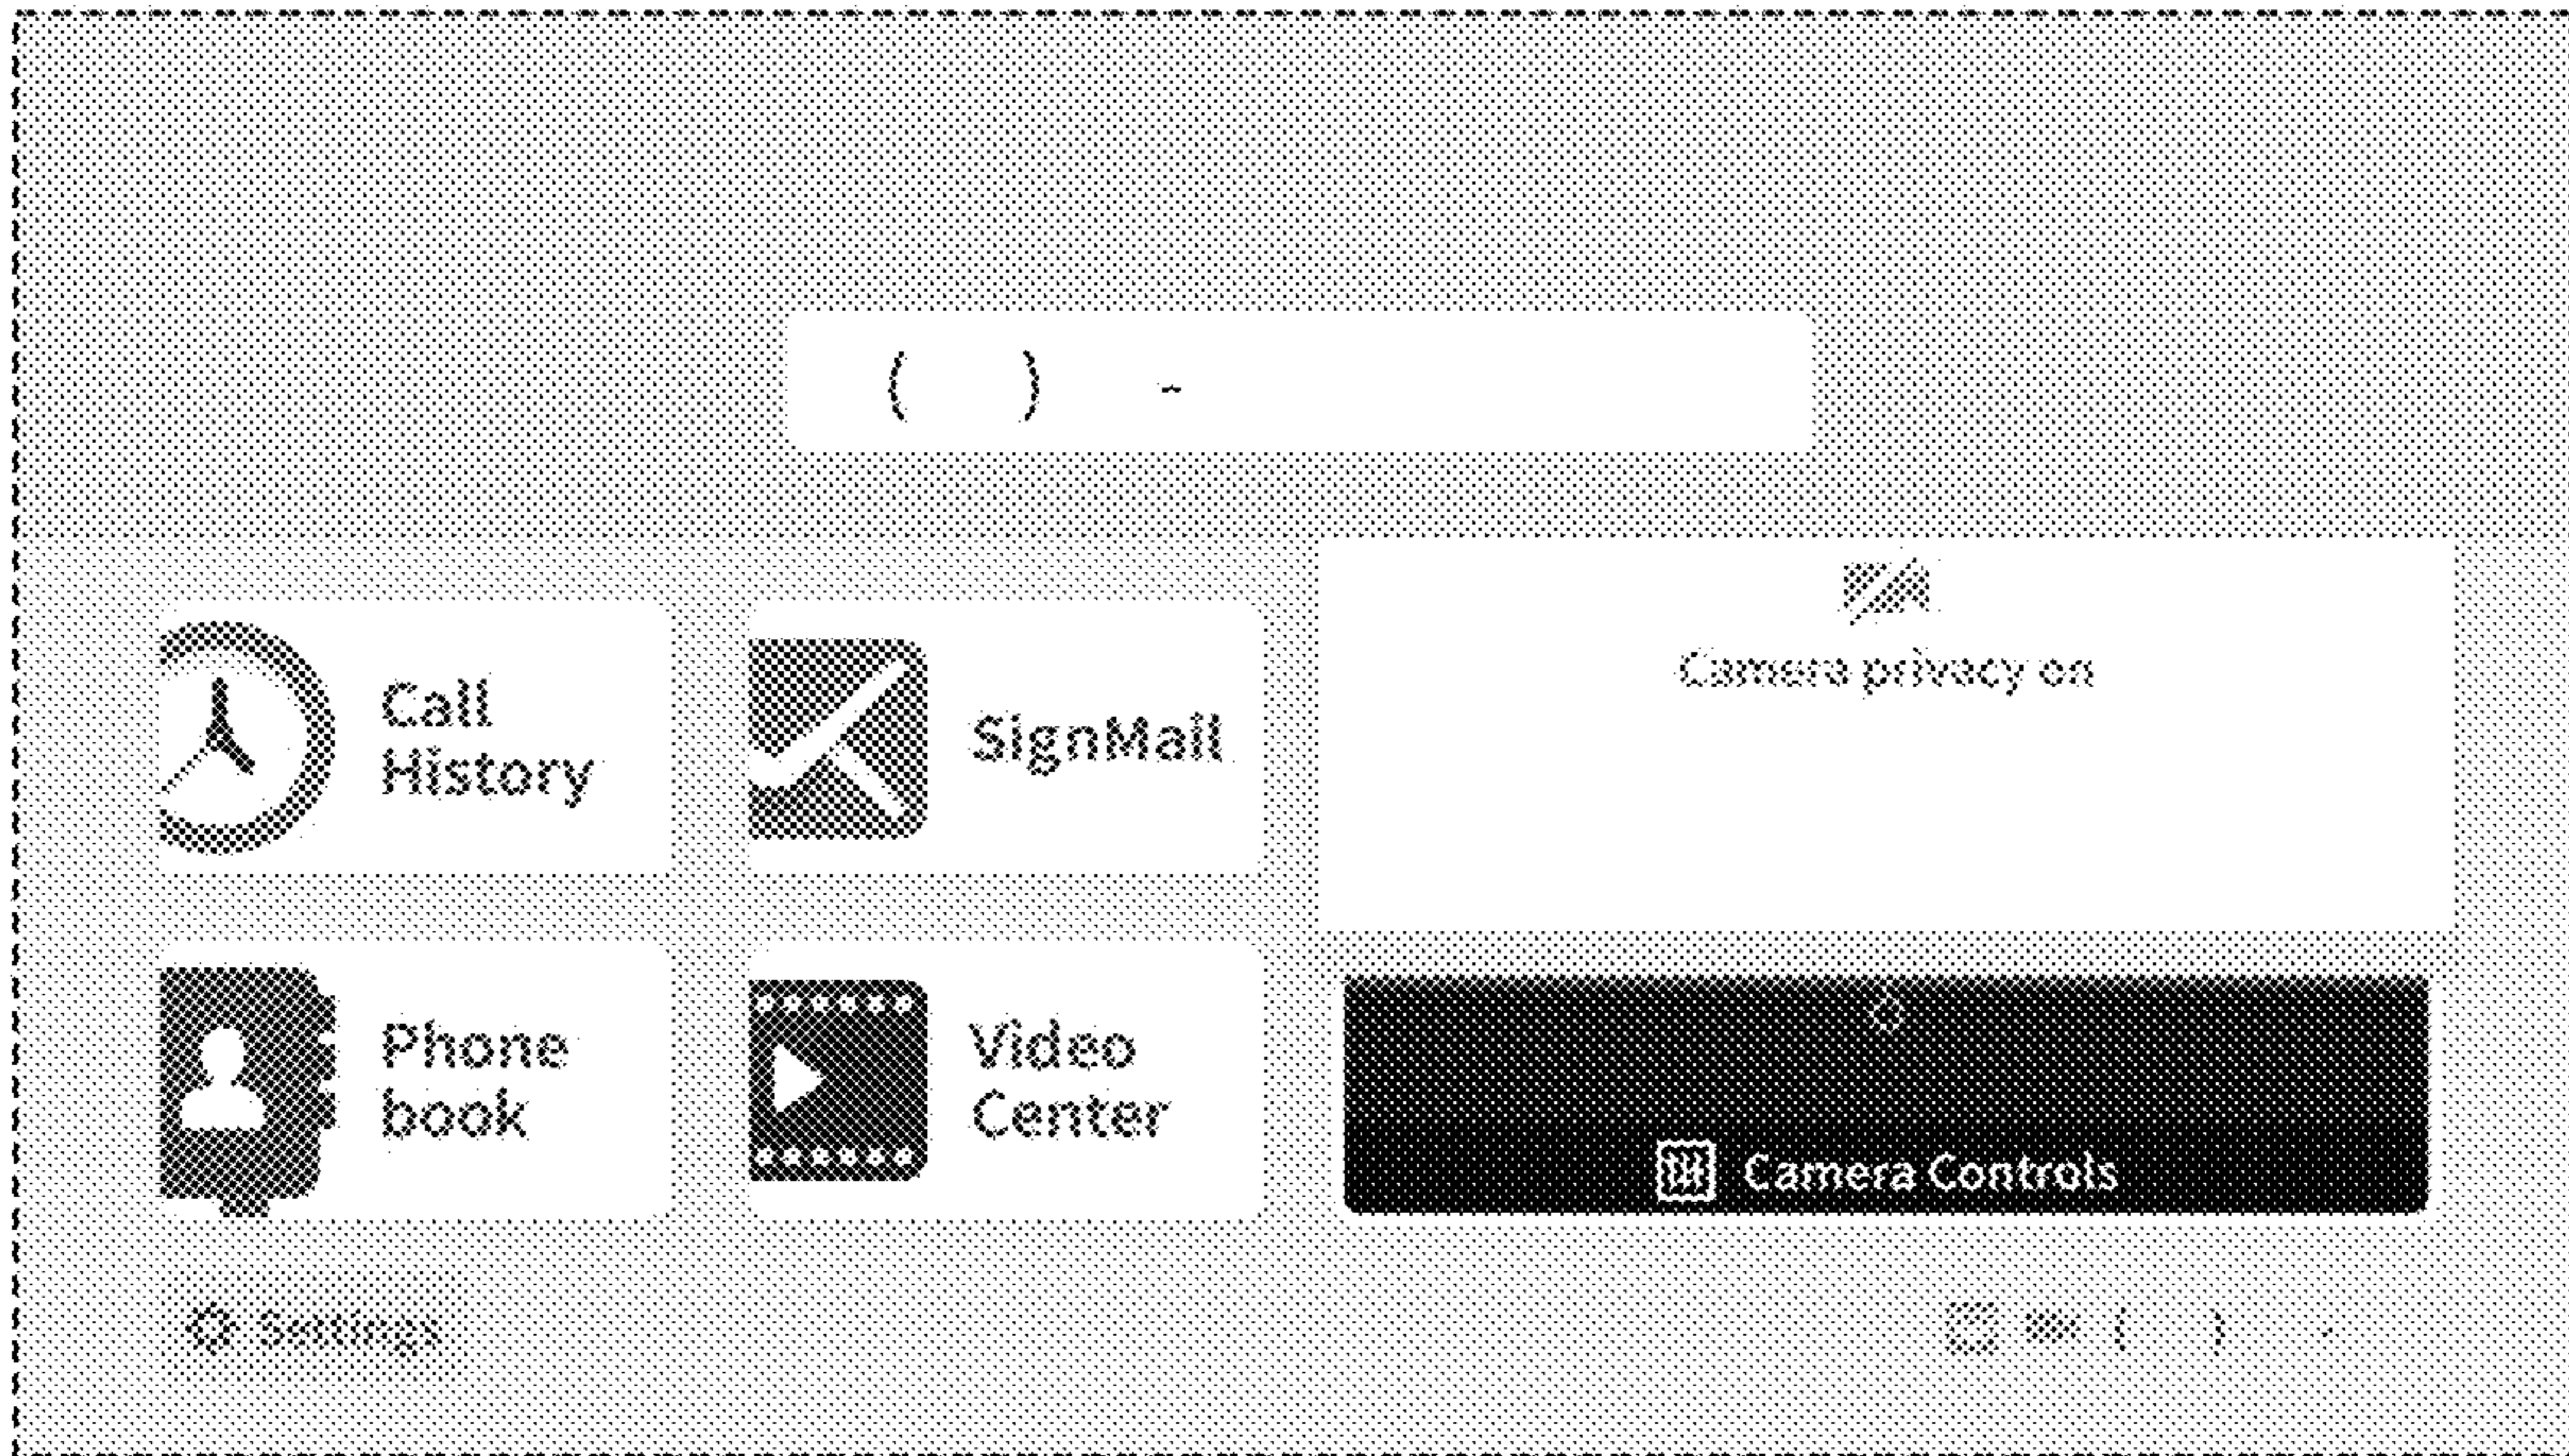 ( ) -
Camera privacy on
Call
History
SignMail
Phone
book
Video
Center
Camera Controls
Settings
( ) -